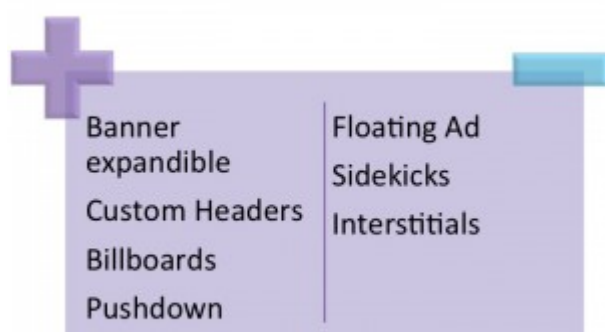 Banner
expandible
Custom Headers
Billboards
Pushdown
Floating Ad
Sidekicks
Interstitials